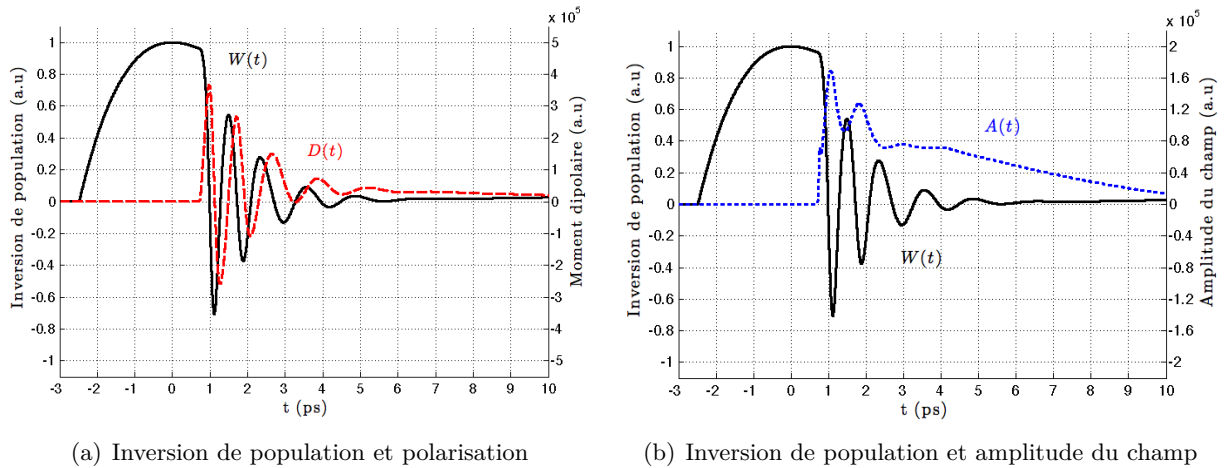 x 10⁵
Inversion de population (a.u)
1
0.8
0.6
0.4
0.2
0
-0.2
-0.4
-0.6
-0.8
-1
W(t)
D(t)
5
4
3
2
1
0
-1
-2
-3
-4
-5
Moment dipolaire (a.u)
-3 -2 -1 0 1 2 3 4 5 6 7 8 9 10
t (ps)
(a) Inversion de population et polarisation
x 10⁵
Inversion de population (a.u)
1
0.8
0.6
0.4
0.2
0
-0.2
-0.4
-0.6
-0.8
-1
A(t)
W(t)
2
1.6
1.2
0.8
0.4
0
-0.4
-0.8
-1.2
-1.6
-2
Amplitude du champ (a.u)
-3 -2 -1 0 1 2 3 4 5 6 7 8 9 10
t (ps)
(b) Inversion de population et amplitude du champ